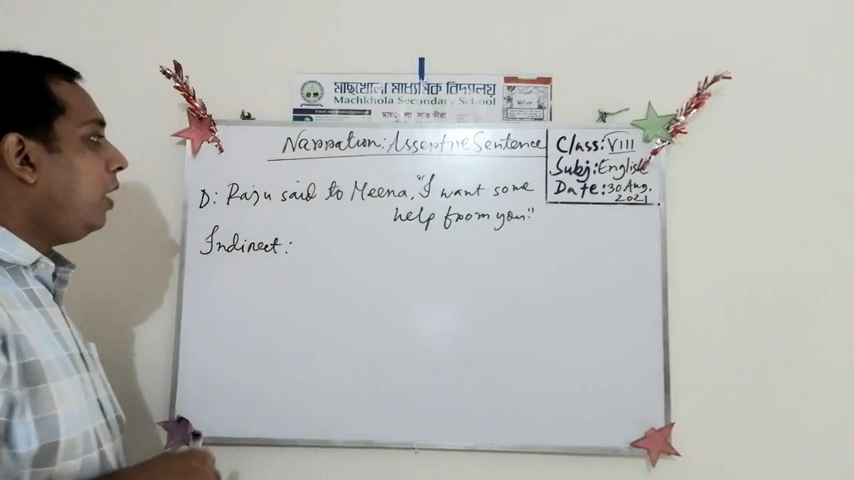 মাছখোলা মাধ্যমিক বিদ্যালয়
Machkhola Secondary School
Narration: Assertive Sentence
Class: VIII
Subj: English
Date: 30 Aug. 2021
D: Raju said to Meena, "I want some
help from you."
Indirect: